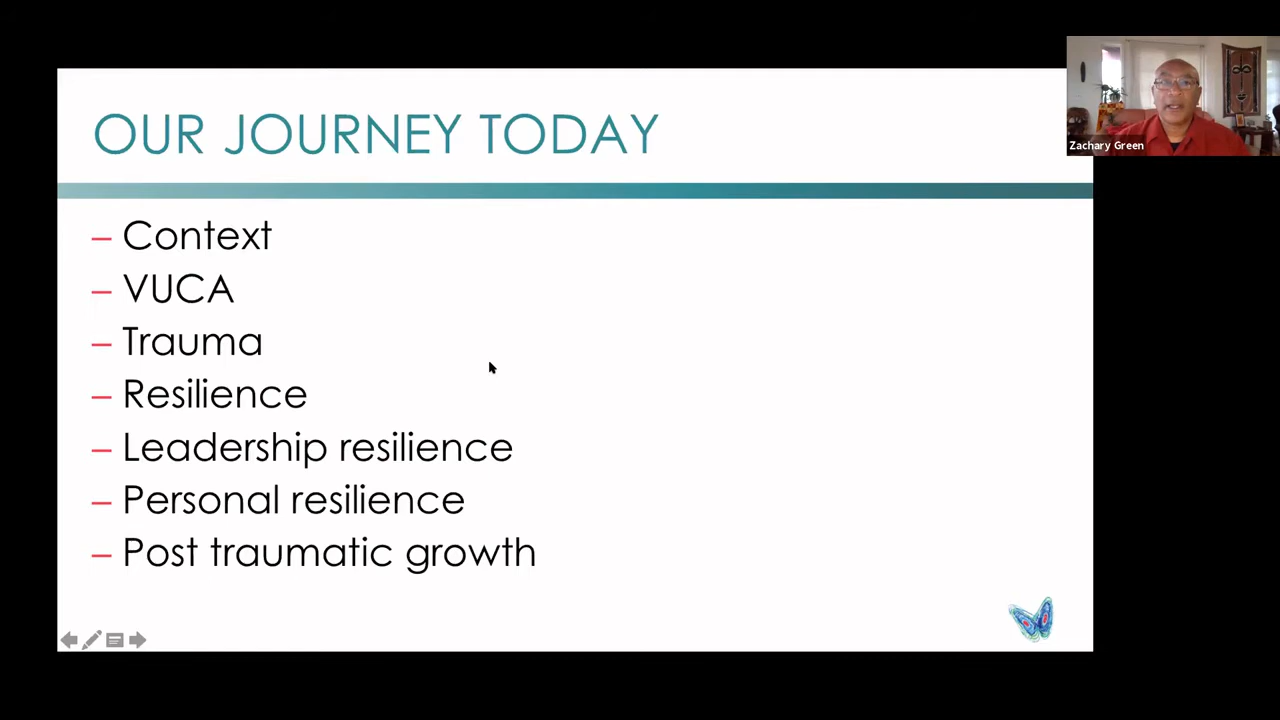 OUR JOURNEY TODAY
– Context
– VUCA
– Trauma
– Resilience
– Leadership resilience
– Personal resilience
– Post traumatic growth
Zachary Green